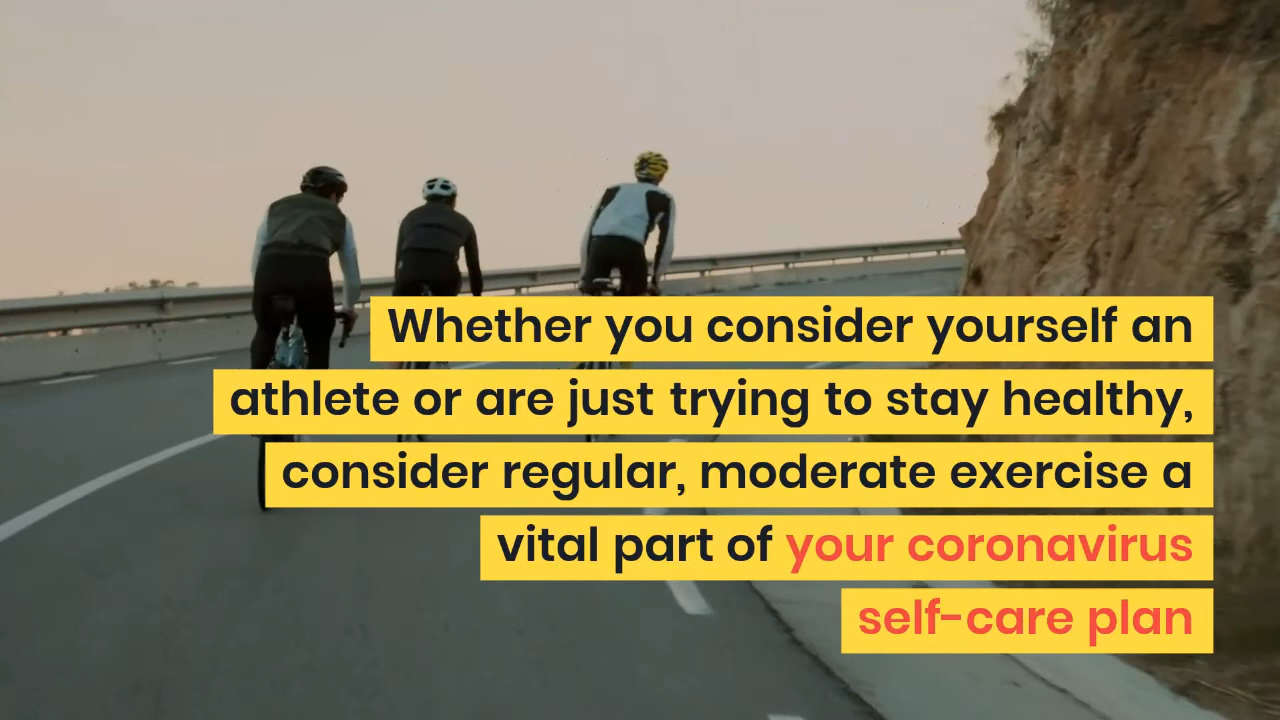 Whether you consider yourself an
athlete or are just trying to stay healthy,
consider regular, moderate exercise a
vital part of your coronavirus
self-care plan